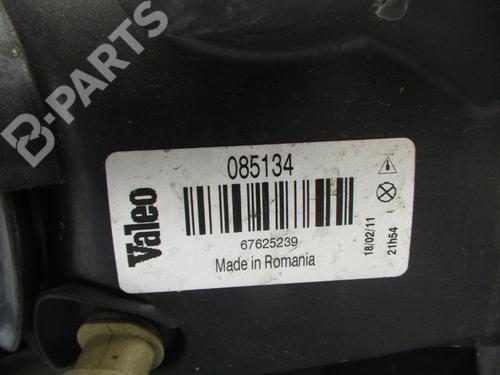 B-PARTS
Valeo
085134
67625239
Made in Romania
18/02/11
21h54